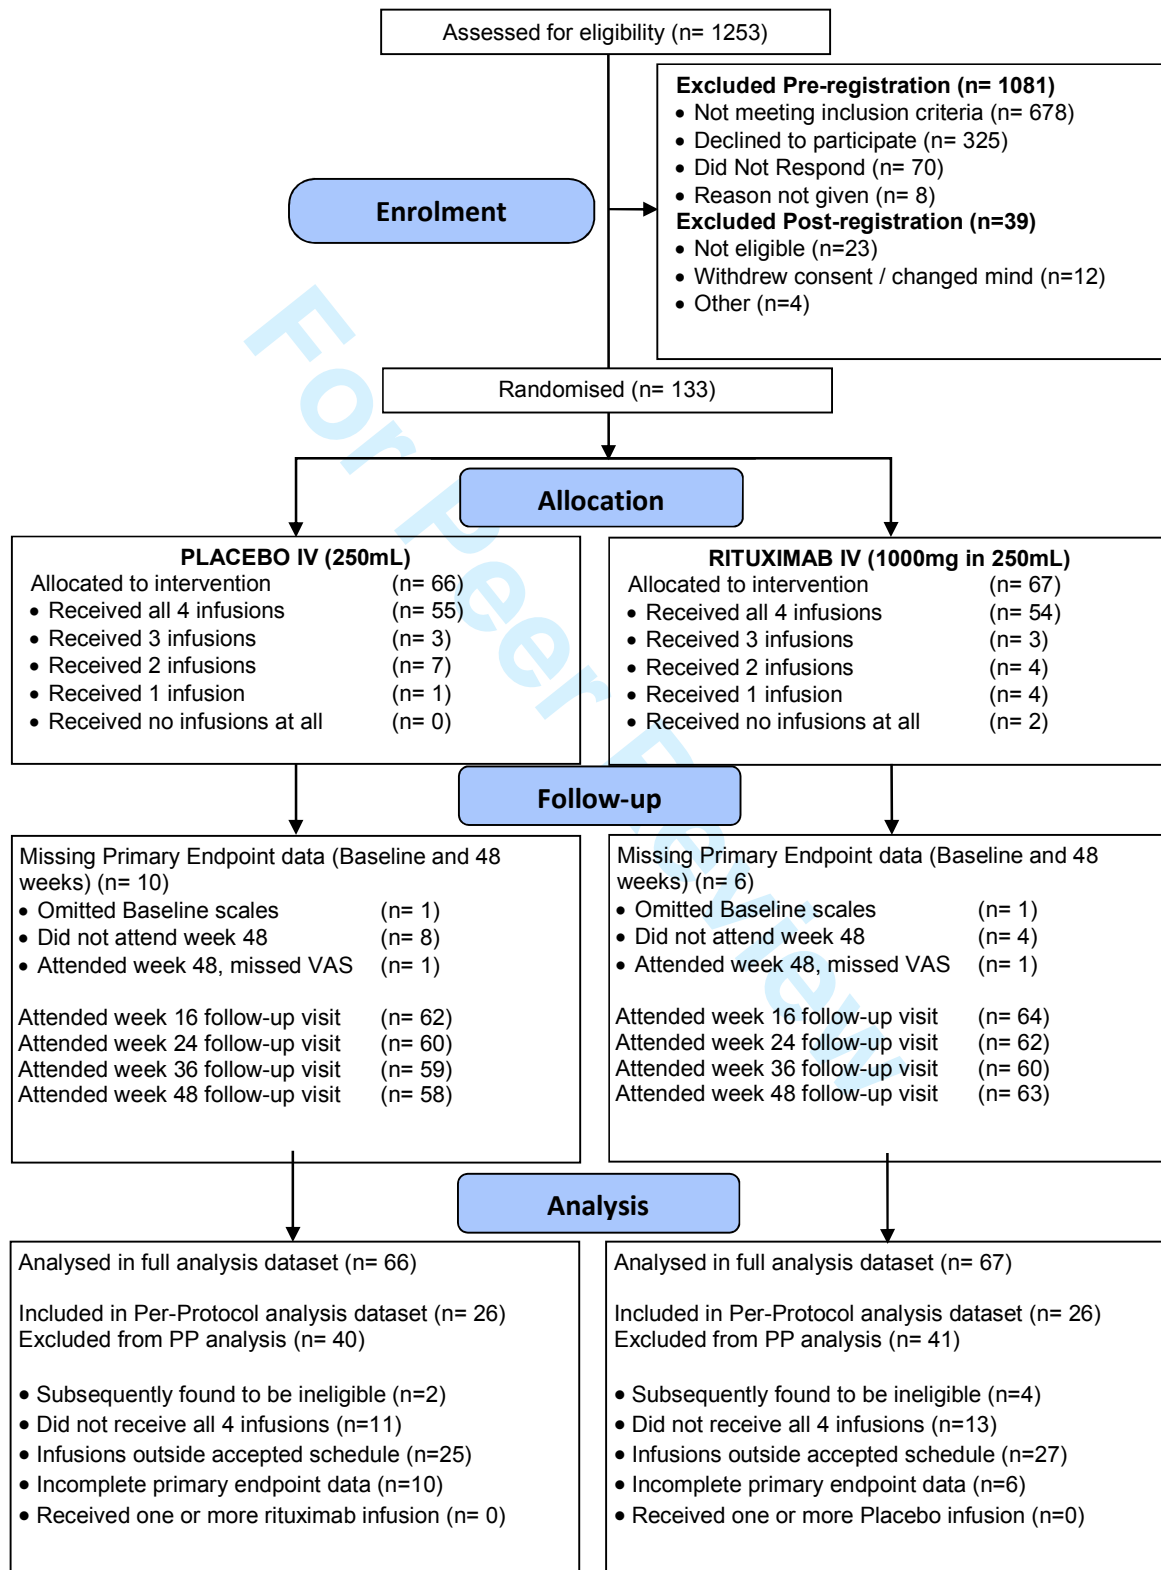 Assessed for eligibility (n= 1253)
Excluded Pre-registration (n= 1081)
• Not meeting inclusion criteria (n= 678)
• Declined to participate (n= 325)
• Did Not Respond (n= 70)
• Reason not given (n= 8)
Excluded Post-registration (n=39)
• Not eligible (n=23)
• Withdrew consent / changed mind (n=12)
• Other (n=4)
Enrolment
Randomised (n= 133)
Allocation
PLACEBO IV (250mL)
Allocated to intervention (n= 66)
• Received all 4 infusions (n= 55)
• Received 3 infusions (n= 3)
• Received 2 infusions (n= 7)
• Received 1 infusion (n= 1)
• Received no infusions at all (n= 0)
RITUXIMAB IV (1000mg in 250mL)
Allocated to intervention (n= 67)
• Received all 4 infusions (n= 54)
• Received 3 infusions (n= 3)
• Received 2 infusions (n= 4)
• Received 1 infusion (n= 4)
• Received no infusions at all (n= 2)
Follow-up
Missing Primary Endpoint data (Baseline and 48
weeks) (n= 10)
• Omitted Baseline scales (n= 1)
• Did not attend week 48 (n= 8)
• Attended week 48, missed VAS (n= 1)
Attended week 16 follow-up visit (n= 62)
Attended week 24 follow-up visit (n= 60)
Attended week 36 follow-up visit (n= 59)
Attended week 48 follow-up visit (n= 58)
Missing Primary Endpoint data (Baseline and 48
weeks) (n= 6)
• Omitted Baseline scales (n= 1)
• Did not attend week 48 (n= 4)
• Attended week 48, missed VAS (n= 1)
Attended week 16 follow-up visit (n= 64)
Attended week 24 follow-up visit (n= 62)
Attended week 36 follow-up visit (n= 60)
Attended week 48 follow-up visit (n= 63)
Analysis
Analysed in full analysis dataset (n= 66)
Included in Per-Protocol analysis dataset (n= 26)
Excluded from PP analysis (n= 40)
• Subsequently found to be ineligible (n=2)
• Did not receive all 4 infusions (n=11)
• Infusions outside accepted schedule (n=25)
• Incomplete primary endpoint data (n=10)
• Received one or more rituximab infusion (n= 0)
Analysed in full analysis dataset (n= 67)
Included in Per-Protocol analysis dataset (n= 26)
Excluded from PP analysis (n= 41)
• Subsequently found to be ineligible (n=4)
• Did not receive all 4 infusions (n=13)
• Infusions outside accepted schedule (n=27)
• Incomplete primary endpoint data (n=6)
• Received one or more Placebo infusion (n=0)
For Peer Review